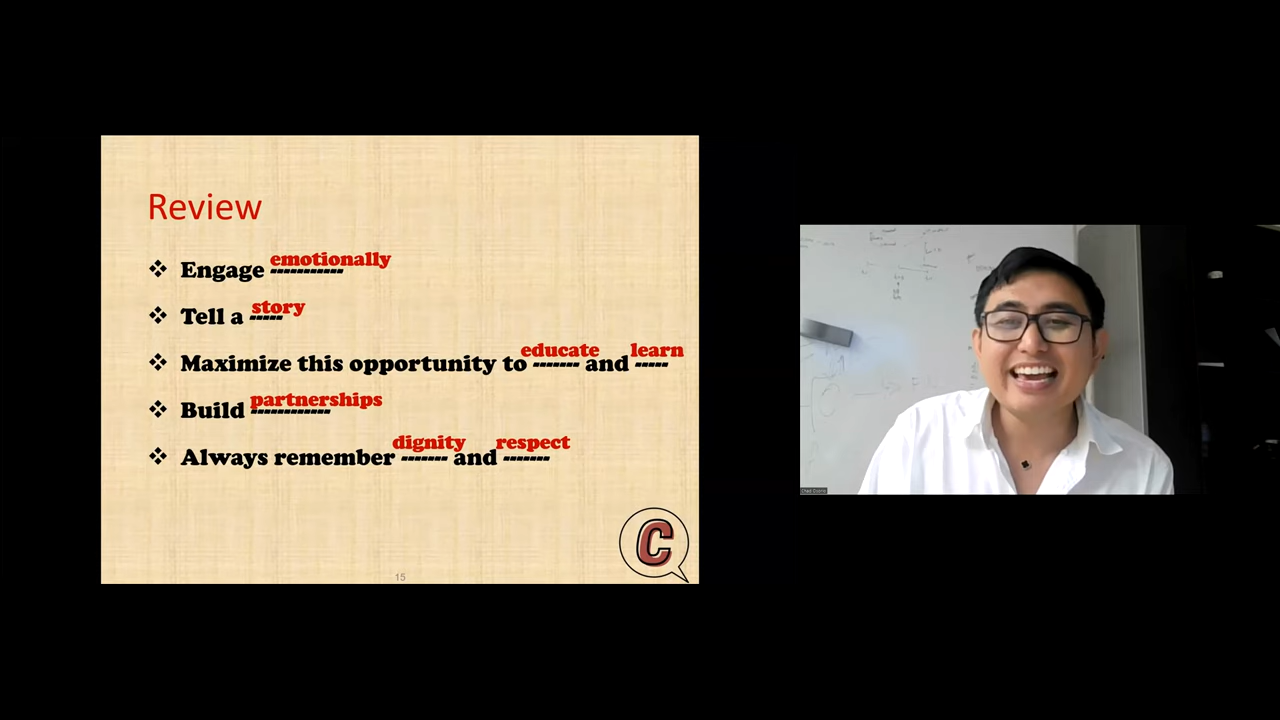 Review
❖ Engage emotionally
❖ Tell a story
❖ Maximize this opportunity to educate and learn
❖ Build partnerships
❖ Always remember dignity and respect
C
15